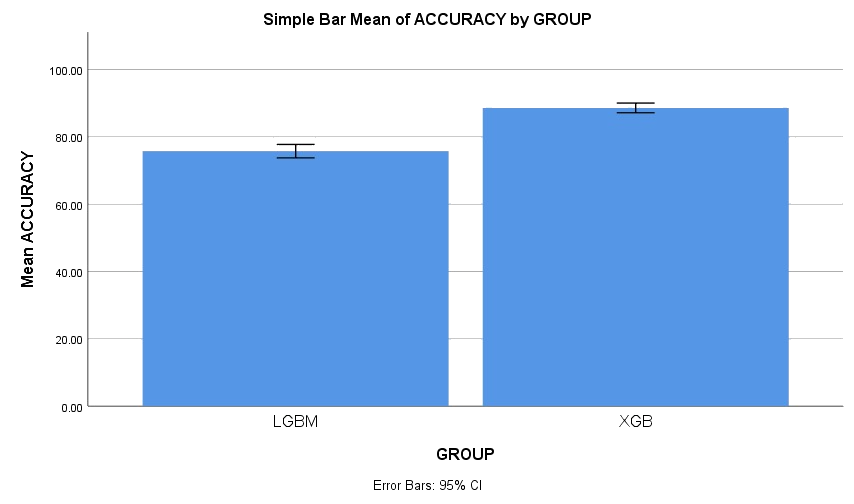 Simple Bar Mean of ACCURACY by GROUP
100.00
80.00
60.00
40.00
20.00
0.00
Mean ACCURACY
LGBM
XGB
GROUP
Error Bars: 95% CI